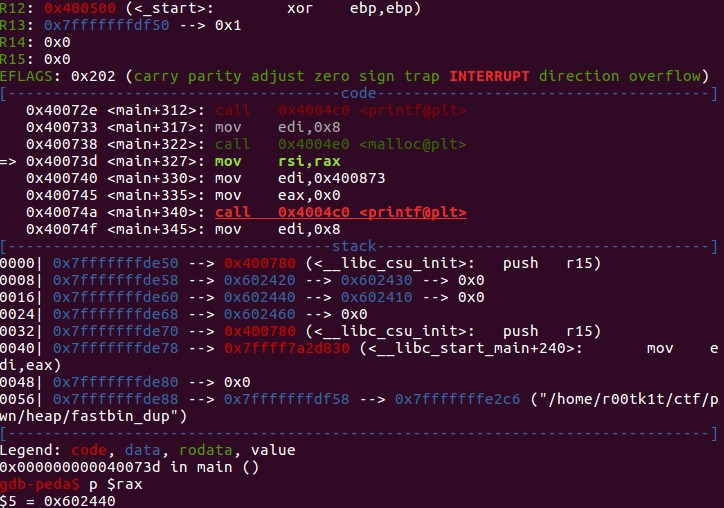 R12: 0x400500 (<_start>: xor ebp,ebp)
R13: 0x7fffffffdf50 --> 0x1
R14: 0x0
R15: 0x0
EFLAGS: 0x202 (carry parity adjust zero sign trap INTERRUPT direction overflow)
[-------------------------------------code-------------------------------------]
0x40072e <main+312>: call 0x4004c0 <printf@plt>
0x400733 <main+317>: mov edi,0x8
0x400738 <main+322>: call 0x4004e0 <malloc@plt>
=> 0x40073d <main+327>: mov rsi,rax
0x400740 <main+330>: mov edi,0x400873
0x400745 <main+335>: mov eax,0x0
0x40074a <main+340>: call 0x4004c0 <printf@plt>
0x40074f <main+345>: mov edi,0x8
[------------------------------------stack-------------------------------------]
0000| 0x7fffffffde50 --> 0x400780 (<__libc_csu_init>: push r15)
0008| 0x7fffffffde58 --> 0x602420 --> 0x602430 --> 0x0
0016| 0x7fffffffde60 --> 0x602440 --> 0x602410 --> 0x0
0024| 0x7fffffffde68 --> 0x602460 --> 0x0
0032| 0x7fffffffde70 --> 0x400780 (<__libc_csu_init>: push r15)
0040| 0x7fffffffde78 --> 0x7ffff7a2d830 (<__libc_start_main+240>: mov e
di,eax)
0048| 0x7fffffffde80 --> 0x0
0056| 0x7fffffffde88 --> 0x7fffffffdf58 --> 0x7fffffffe2c6 ("/home/r00tk1t/ctf/p
wn/heap/fastbin_dup")
[------------------------------------------------------------------------------]
Legend: code, data, rodata, value
0x000000000040073d in main ()
gdb-peda$ p $rax
$5 = 0x602440